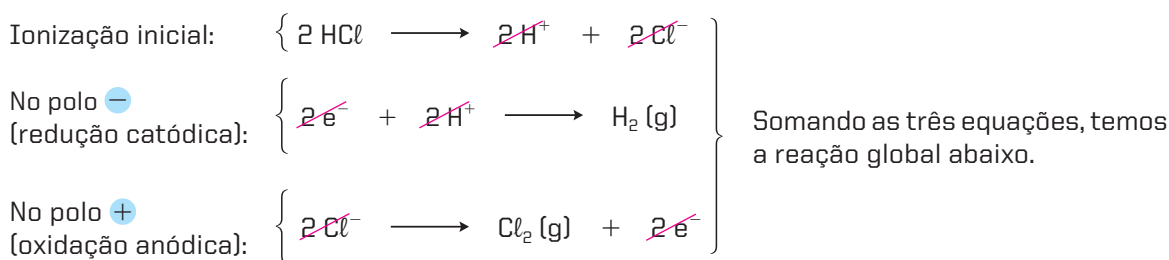 Ionização inicial: { 2 HCℓ ⟶ 2 H⁺ + 2 Cℓ⁻
No polo −
(redução catódica): { 2 e⁻ + 2 H⁺ ⟶ H₂ (g)
No polo +
(oxidação anódica): { 2 Cℓ⁻ ⟶ Cℓ₂ (g) + 2 e⁻
Somando as três equações, temos
a reação global abaixo.